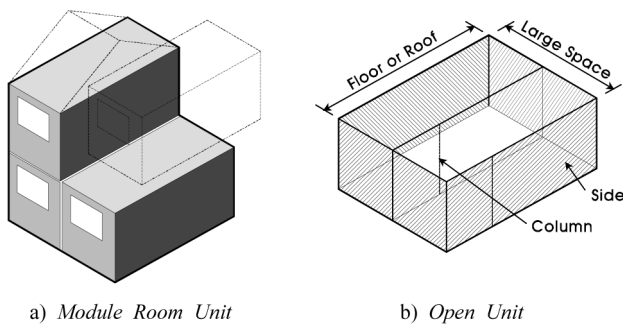 Floor or Roof
Large Space
Side
Column
a) Module Room Unit
b) Open Unit